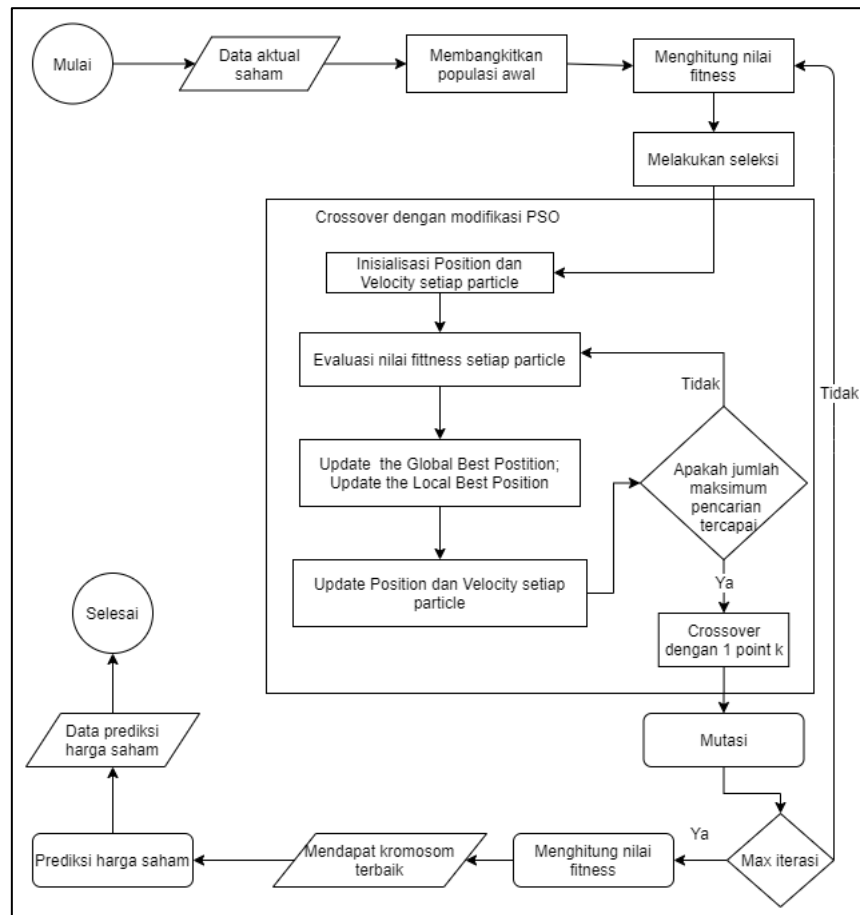 Mulai
Data aktual
saham
Membangkitkan
populasi awal
Menghitung nilai
fitness
Melakukan seleksi
Crossover dengan modifikasi PSO
Inisialisasi Position dan
Velocity setiap particle
Evaluasi nilai fittness setiap particle
Tidak
Tidak
Update the Global Best Postition;
Update the Local Best Position
Apakah jumlah
maksimum
pencarian
tercapai
Update Position dan Velocity setiap
particle
Ya
Crossover
dengan 1 point k
Selesai
Data prediksi
harga saham
Mutasi
Max iterasi
Ya
Menghitung nilai
fitness
Mendapat kromosom
terbaik
Prediksi harga saham